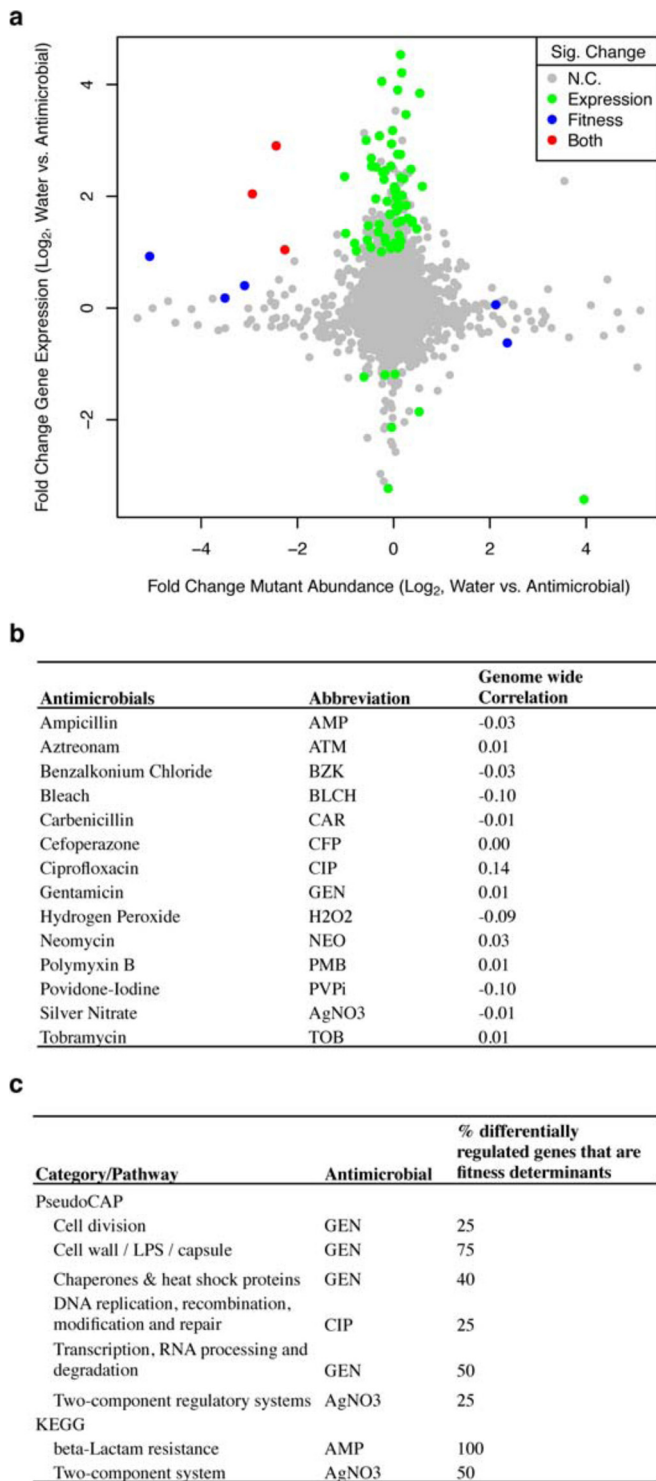 a
Sig. Change
N.C.
Expression
Fitness
Both
Fold Change Gene Expression (Log2, Water vs. Antimicrobial)
4
2
0
−2
−4
−2
0
2
4
Fold Change Mutant Abundance (Log2, Water vs. Antimicrobial)
b
Genome wide
Antimicrobials Abbreviation Correlation
Ampicillin AMP -0.03
Aztreonam ATM 0.01
Benzalkonium Chloride BZK -0.03
Bleach BLCH -0.10
Carbenicillin CAR -0.01
Cefoperazone CFP 0.00
Ciprofloxacin CIP 0.14
Gentamicin GEN 0.01
Hydrogen Peroxide H2O2 -0.09
Neomycin NEO 0.03
Polymyxin B PMB 0.01
Povidone-Iodine PVPi -0.10
Silver Nitrate AgNO3 -0.01
Tobramycin TOB 0.01
c
% differentially
regulated genes that are
Category/Pathway Antimicrobial fitness determinants
PseudoCAP
Cell division GEN 25
Cell wall / LPS / capsule GEN 75
Chaperones & heat shock proteins GEN 40
DNA replication, recombination,
modification and repair CIP 25
Transcription, RNA processing and
degradation GEN 50
Two-component regulatory systems AgNO3 25
KEGG
beta-Lactam resistance AMP 100
Two-component system AgNO3 50